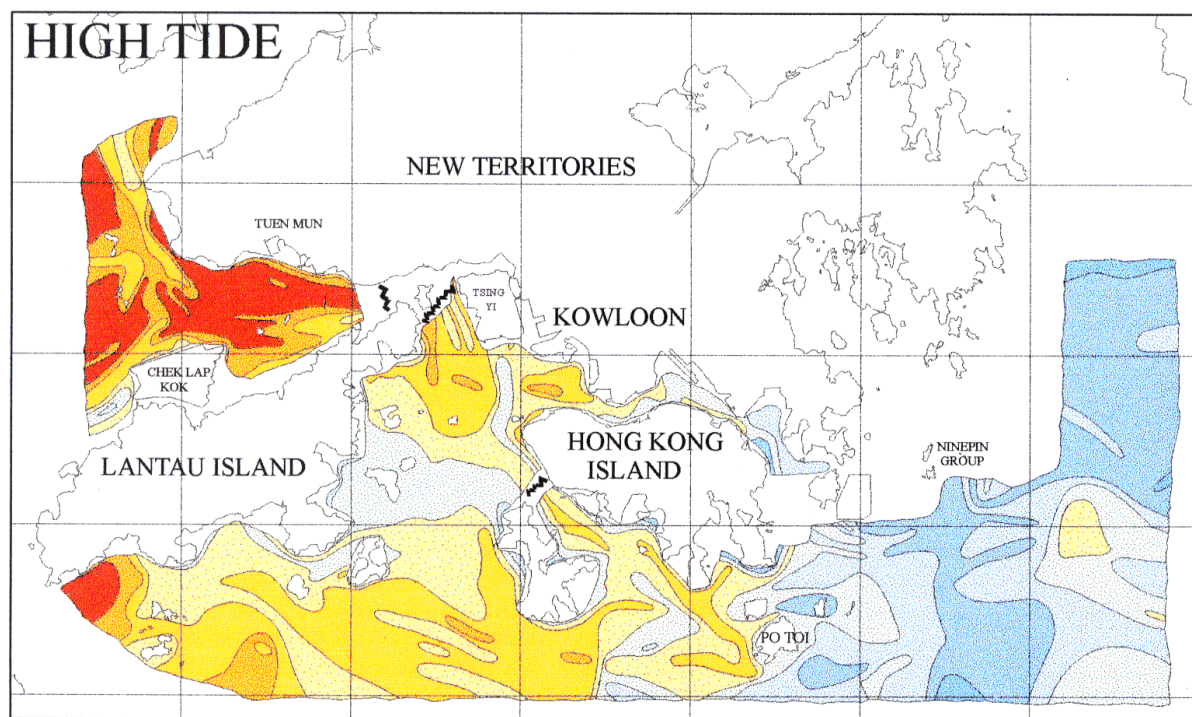 HIGH TIDE
NEW TERRITORIES
TUEN MUN
TSING
YI
KOWLOON
CHEK LAP
KOK
HONG KONG
ISLAND
LANTAU ISLAND
NINEPIN
GROUP
PO TOI